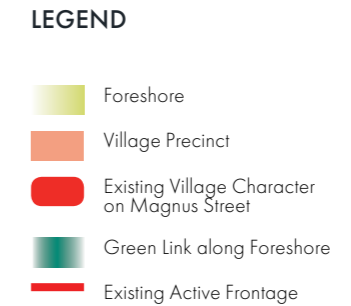 LEGEND
Foreshore
Village Precinct
Existing Village Character
on Magnus Street
Green Link along Foreshore
Existing Active Frontage